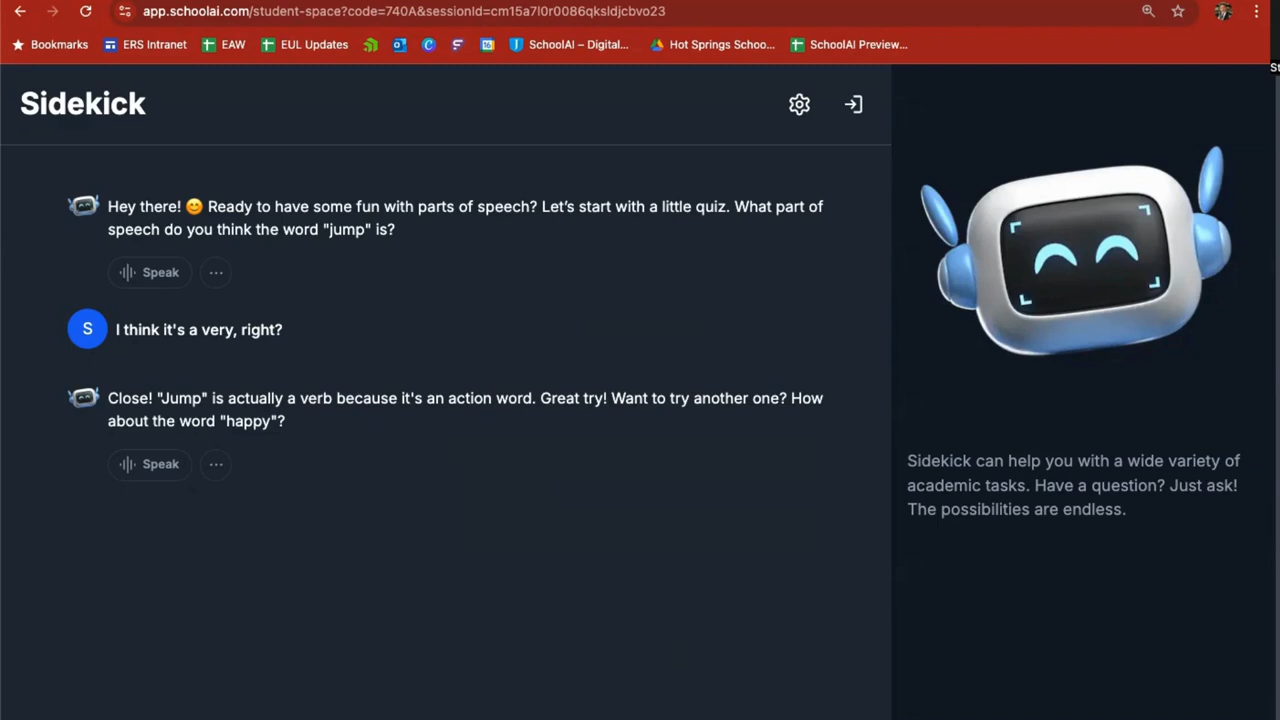 app.schoolai.com/student-space?code=740A&sessionId=cm15a7l0r0086qksldjcbvo23
Bookmarks ERS Intranet EAW EUL Updates 16 SchoolAI – Digital... Hot Springs Schoo... SchoolAI Preview...
St
Sidekick
Hey there! 😊 Ready to have some fun with parts of speech? Let’s start with a little quiz. What part of
speech do you think the word "jump" is?
Speak
S I think it's a very, right?
Close! "Jump" is actually a verb because it's an action word. Great try! Want to try another one? How
about the word "happy"?
Speak
Sidekick can help you with a wide variety of
academic tasks. Have a question? Just ask!
The possibilities are endless.